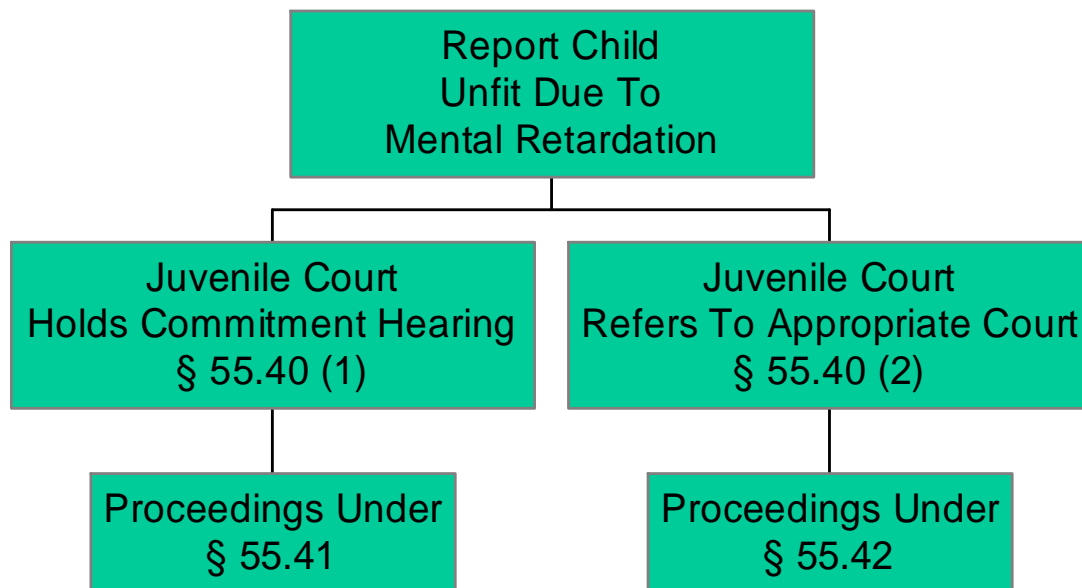 Report Child
Unfit Due To
Mental Retardation
Juvenile Court
Holds Commitment Hearing
§ 55.40 (1)
Juvenile Court
Refers To Appropriate Court
§ 55.40 (2)
Proceedings Under
§ 55.41
Proceedings Under
§ 55.42